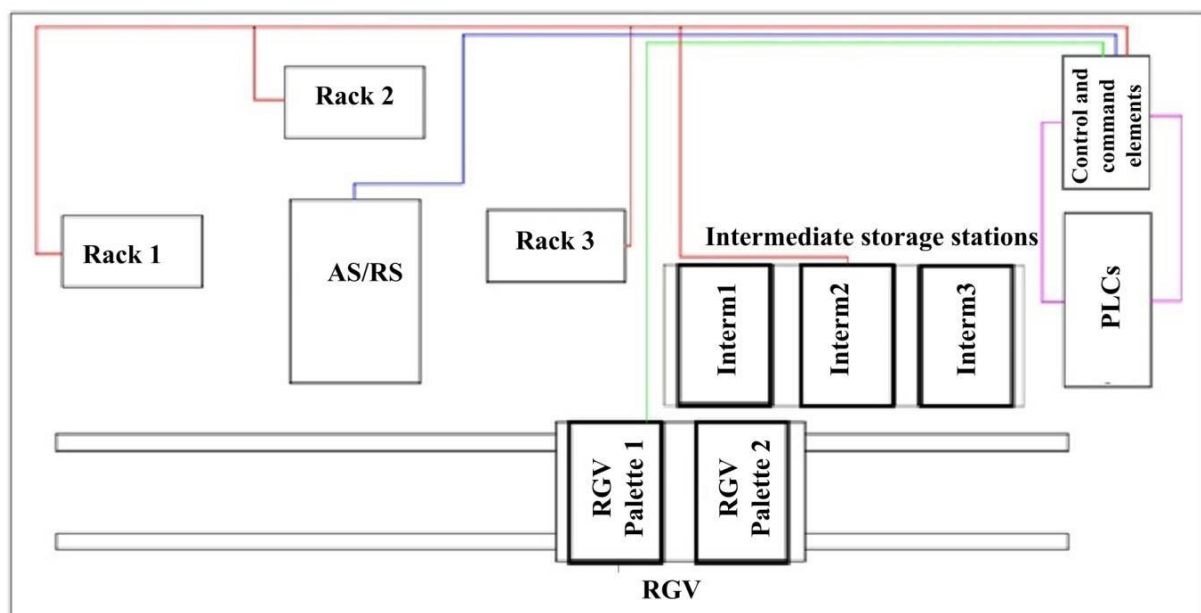 Rack 2
Control and
command
elements
Rack 1
AS/RS
Rack 3
Intermediate storage stations
Interm1
Interm2
Interm3
PLCs
RGV
Palette 1
RGV
Palette 2
RGV